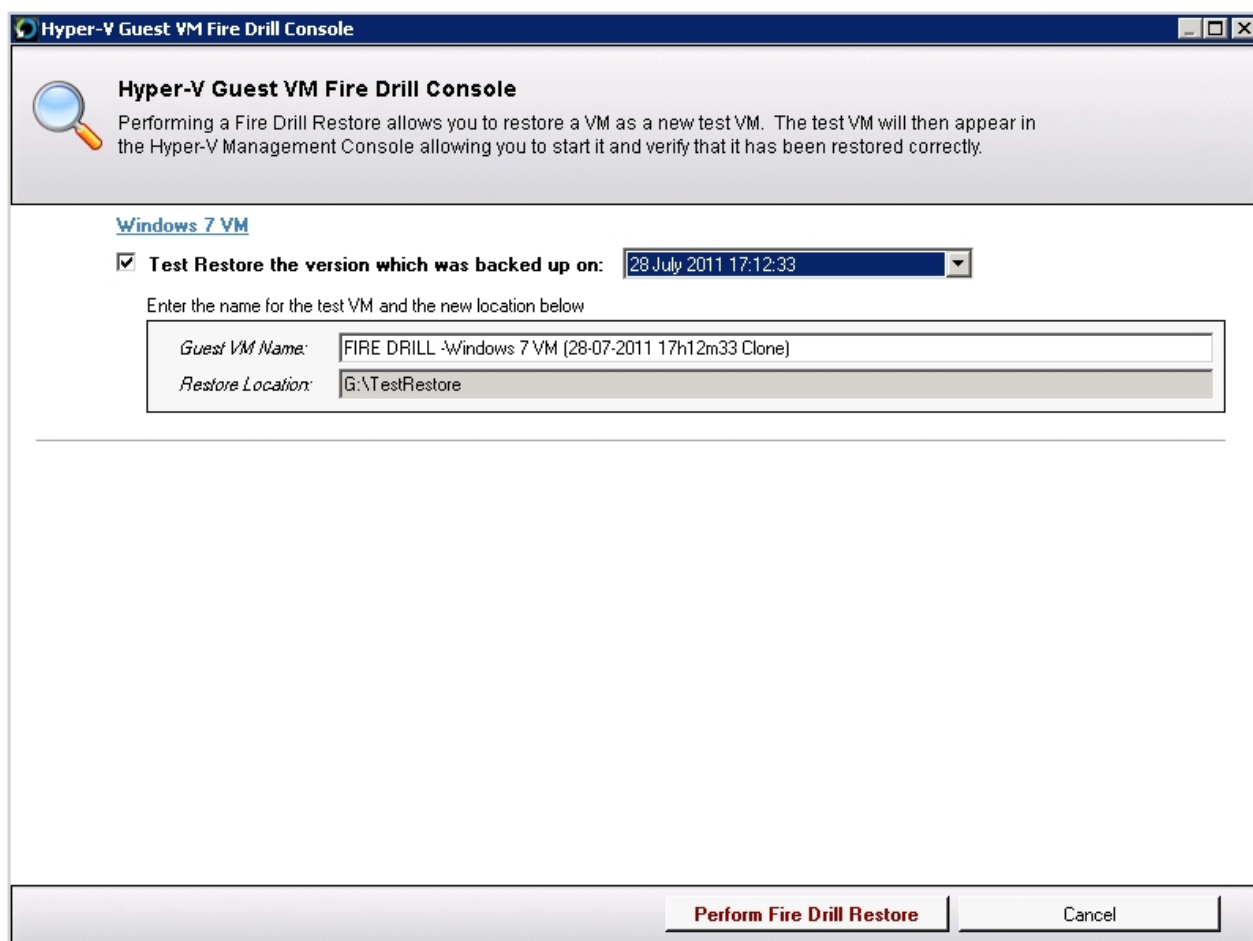 Hyper-V Guest VM Fire Drill Console
Hyper-V Guest VM Fire Drill Console
Performing a Fire Drill Restore allows you to restore a VM as a new test VM. The test VM will then appear in
the Hyper-V Management Console allowing you to start it and verify that it has been restored correctly.
Windows 7 VM
Test Restore the version which was backed up on: 28 July 2011 17:12:33
Enter the name for the test VM and the new location below
Guest VM Name: FIRE DRILL -Windows 7 VM (28-07-2011 17h12m33 Clone)
Restore Location: G:\TestRestore
Perform Fire Drill Restore Cancel